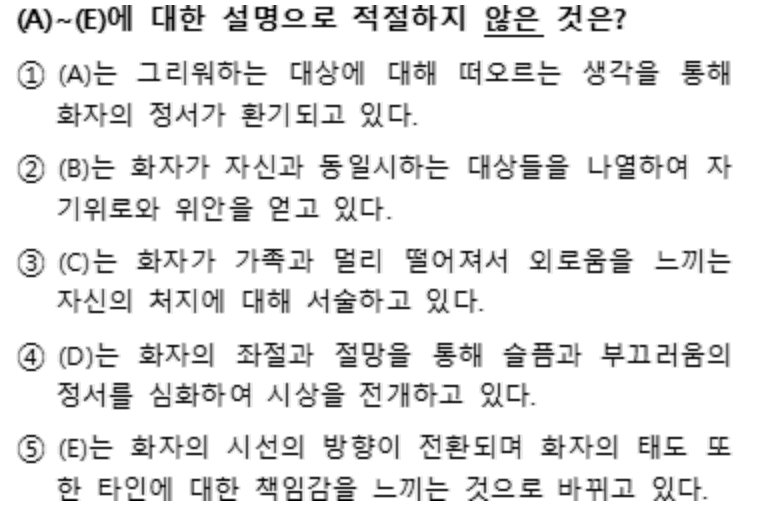 (A)~(E)에 대한 설명으로 적절하지 않은 것은?
① (A)는 그리워하는 대상에 대해 떠오르는 생각을 통해
화자의 정서가 환기되고 있다.
② (B)는 화자가 자신과 동일시하는 대상들을 나열하여 자
기위로와 위안을 얻고 있다.
③ (C)는 화자가 가족과 멀리 떨어져서 외로움을 느끼는
자신의 처지에 대해 서술하고 있다.
④ (D)는 화자의 좌절과 절망을 통해 슬픔과 부끄러움의
정서를 심화하여 시상을 전개하고 있다.
⑤ (E)는 화자의 시선의 방향이 전환되며 화자의 태도 또
한 타인에 대한 책임감을 느끼는 것으로 바뀌고 있다.